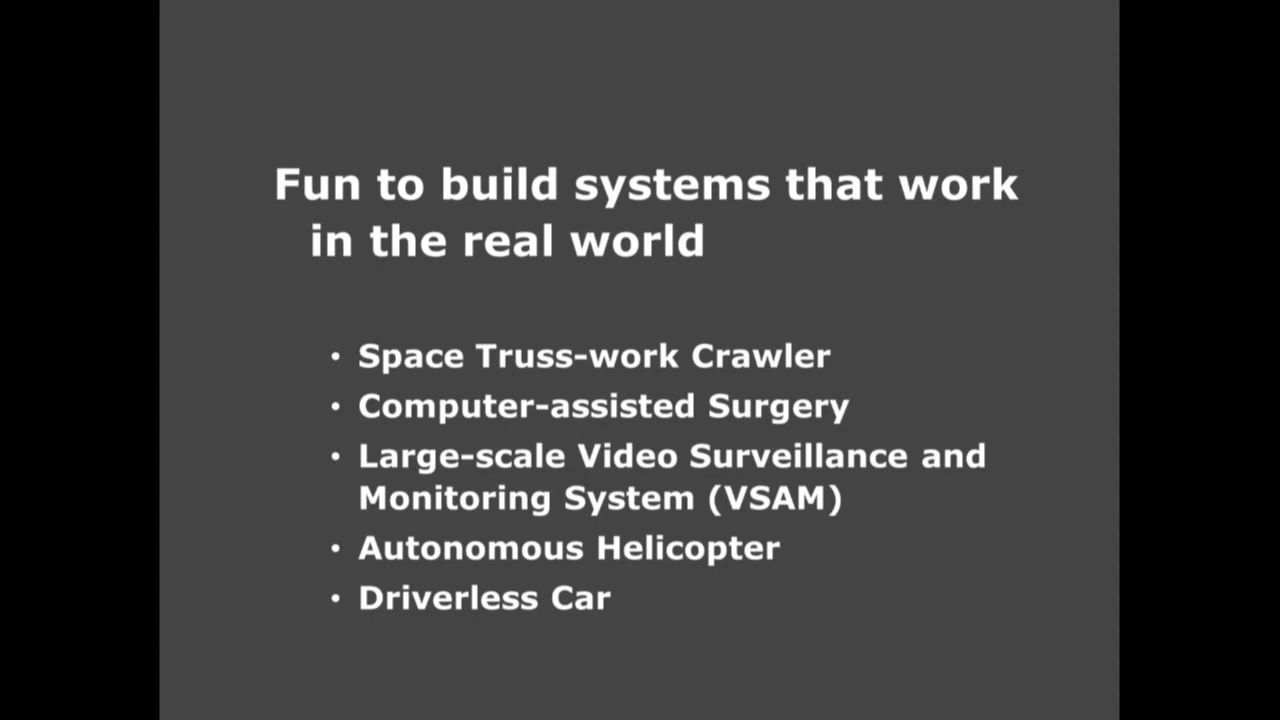 Fun to build systems that work
in the real world
• Space Truss-work Crawler
• Computer-assisted Surgery
• Large-scale Video Surveillance and
Monitoring System (VSAM)
• Autonomous Helicopter
• Driverless Car